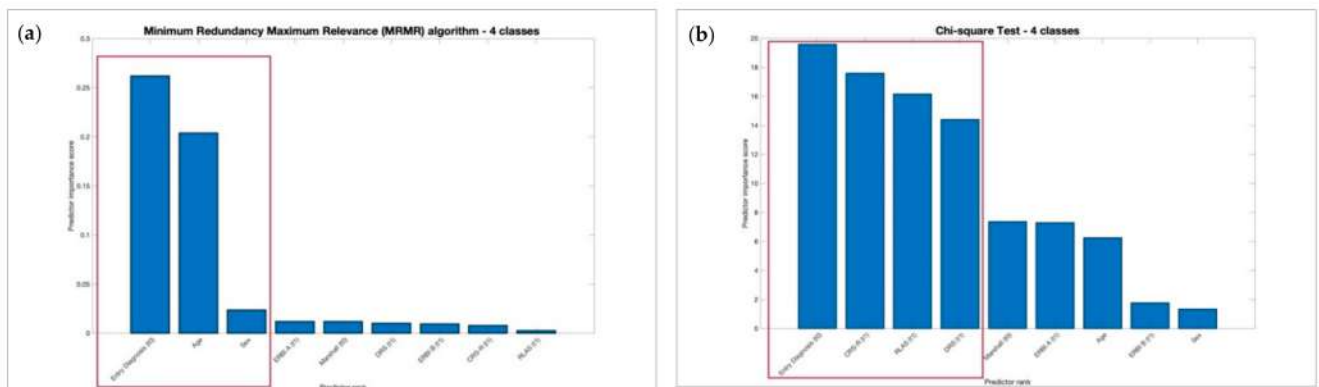 (a)
Minimum Redundancy Maximum Relevance (MRMR) algorithm - 4 classes
0.3
0.25
0.2
0.15
0.1
0.05
0
Predictor importance score
Entry Diagnosis (t0)
Age
Sex
ERBI A (t1)
Marshall (t0)
DRS (t1)
ERBI B (t1)
CRS-R (t1)
RLAS (t1)
Predictor rank
(b)
Chi-square Test - 4 classes
20
18
16
14
12
10
8
6
4
2
0
Predictor importance score
Entry Diagnosis (t0)
CRS-R (t1)
RLAS (t1)
DRS (t1)
Marshall (t0)
ERBI A (t1)
Age
ERBI B (t1)
Sex
Predictor rank